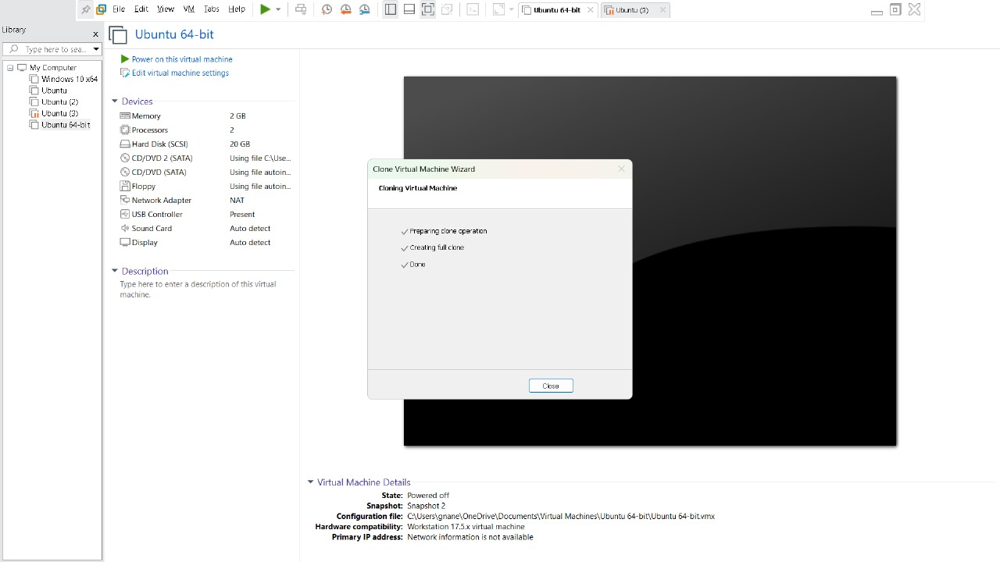 File Edit View VM Tabs Help Ubuntu 64-bit Ubuntu (3)
Library
Type here to sea...
My Computer
Windows 10 x64
Ubuntu
Ubuntu (2)
Ubuntu (3)
Ubuntu 64-bit
Ubuntu 64-bit
Power on this virtual machine
Edit virtual machine settings
Devices
Memory 2 GB
Processors 2
Hard Disk (SCSI) 20 GB
CD/DVD 2 (SATA) Using file C:\Use...
CD/DVD (SATA) Using file autoin...
Floppy Using file autoin...
Network Adapter NAT
USB Controller Present
Sound Card Auto detect
Display Auto detect
Description
Type here to enter a description of this virtual
machine.
Clone Virtual Machine Wizard
Cloning Virtual Machine
Preparing clone operation
Creating full clone
Done
Close
Virtual Machine Details
State: Powered off
Snapshot: Snapshot 2
Configuration file: C:\Users\gnane\OneDrive\Documents\Virtual Machines\Ubuntu 64-bit\Ubuntu 64-bit.vmx
Hardware compatibility: Workstation 17.5.x virtual machine
Primary IP address: Network information is not available